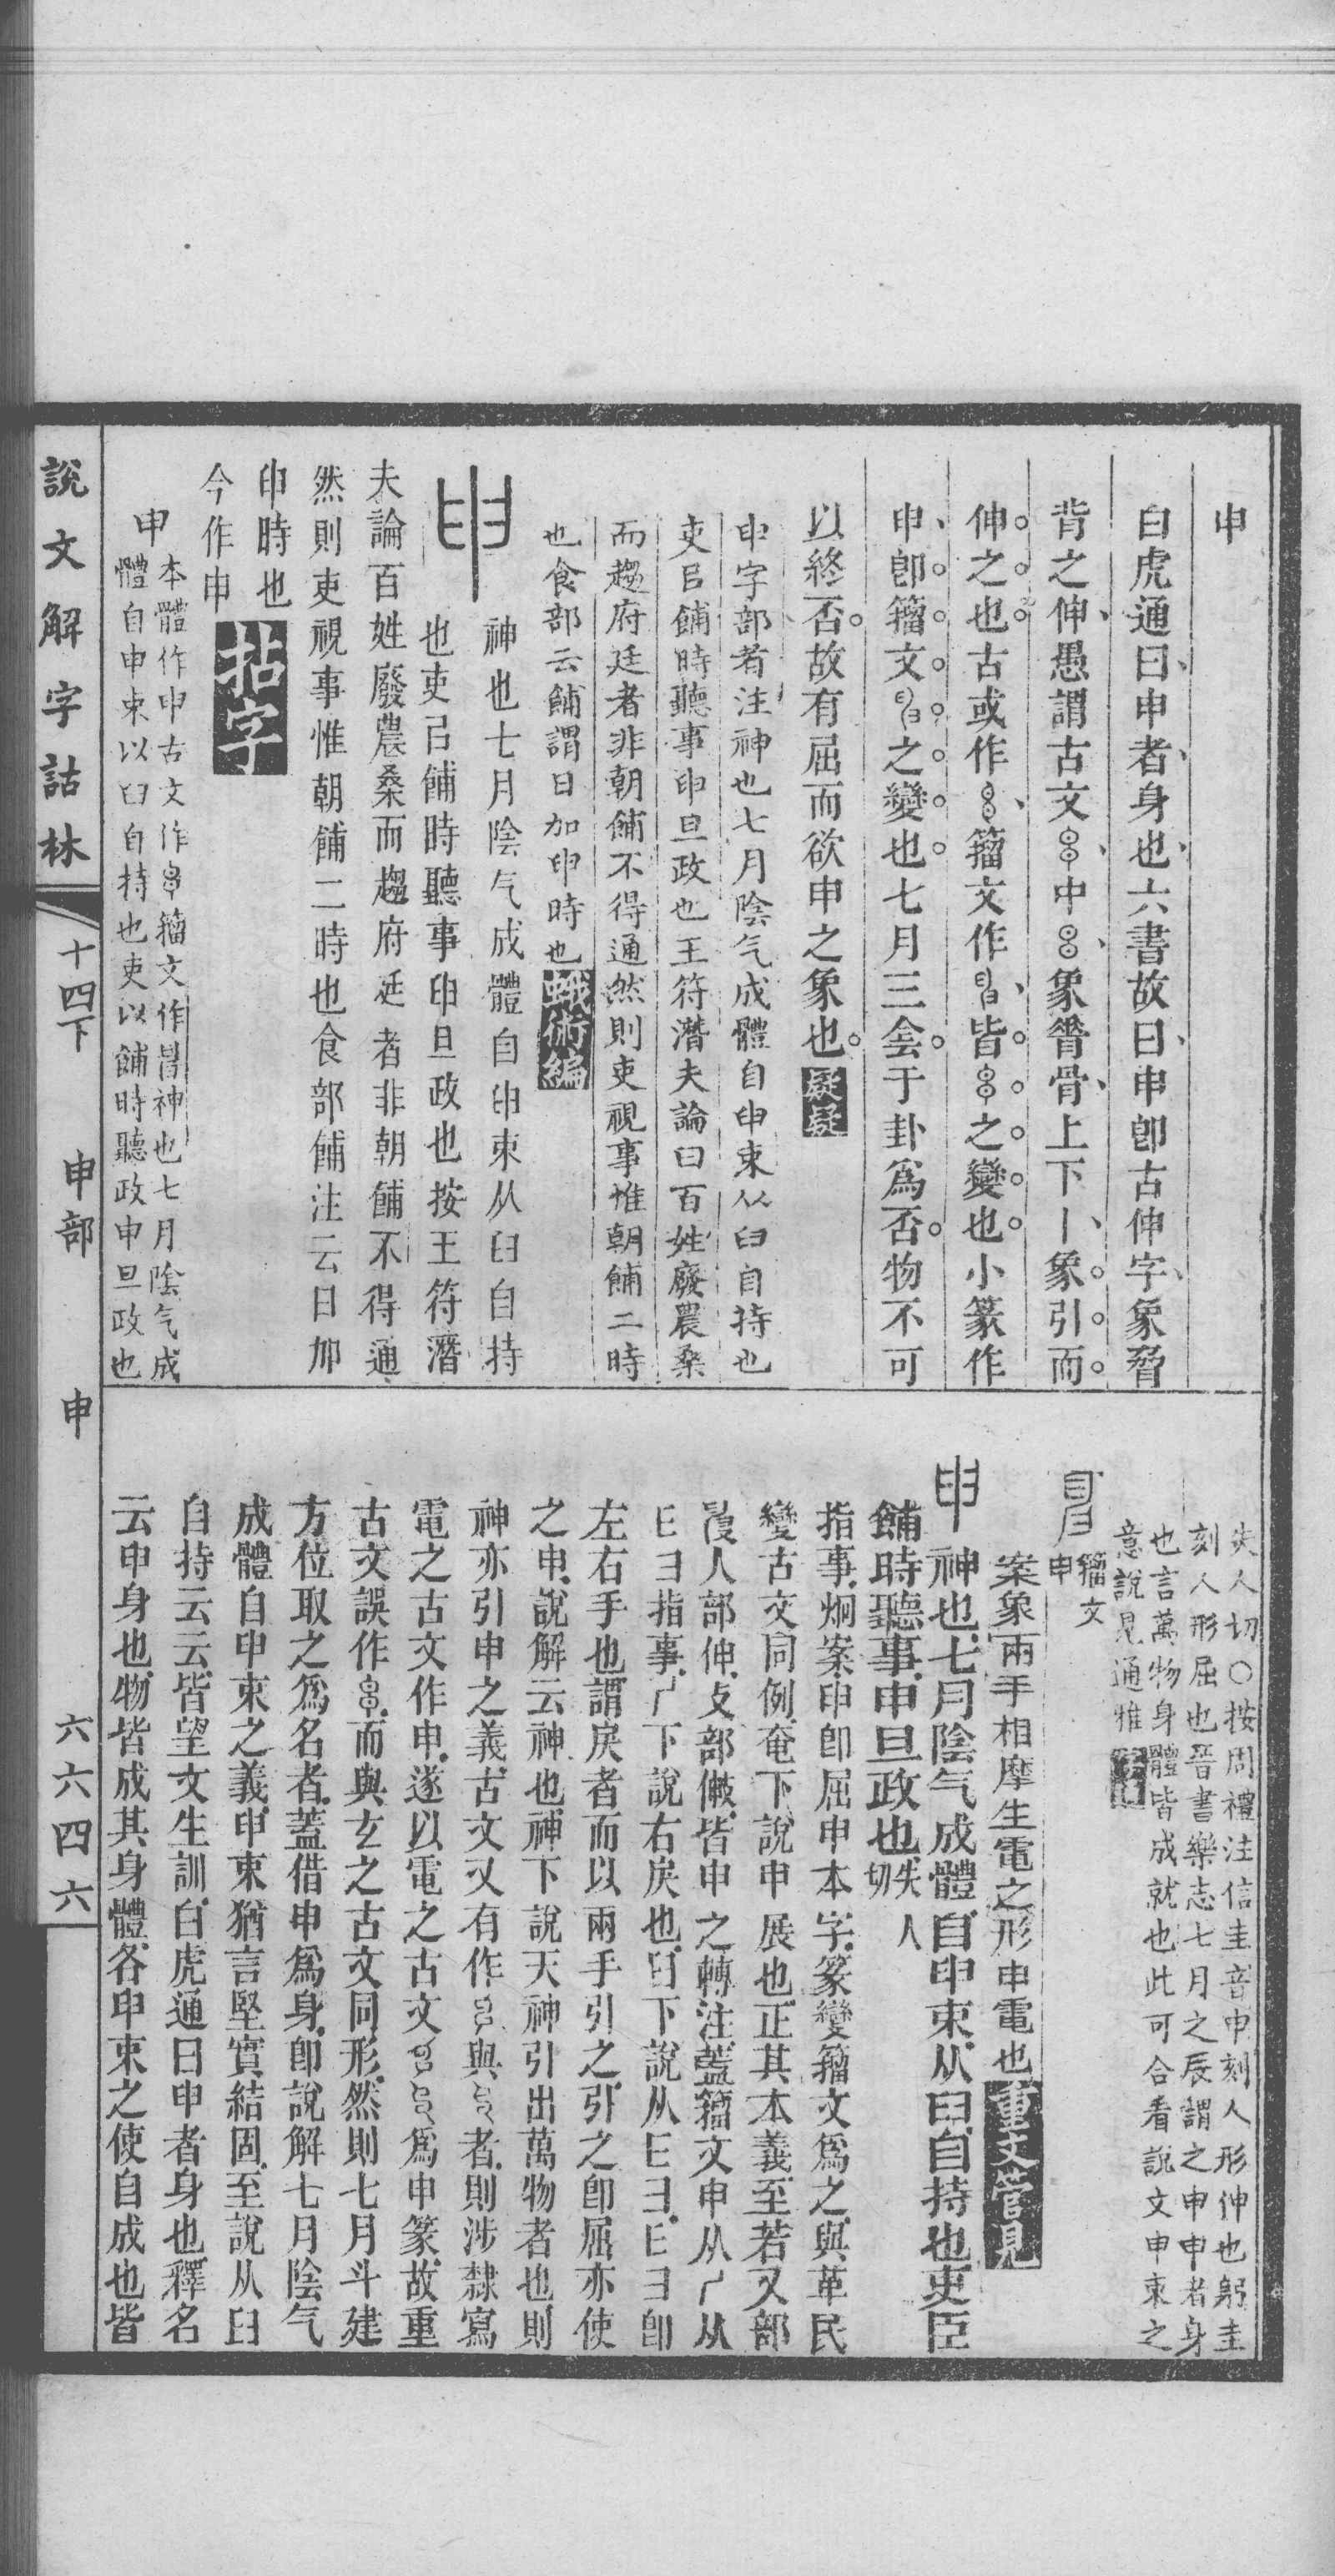 申
白虎通曰申者身也六書故曰申卽古伸字象脅
背之伸愚謂古文中象脊骨上下丨象引而
伸之也古或作籒文作皆之變也小篆作
申卽籒文之變也七月三侌于卦爲否物不可
以終否故有屈而欲申之象也疑疑
申字部首注神也七月陰气成體自申束从𦥑自持也
吏㠯餔時聽事申旦政也王符潛夫論曰百姓廢農桑
而趨府廷者非朝餔不得通然則吏視事惟朝餔二時
也食部云餔謂日加申時也蛾術編
神也七月陰气成體自申束从𦥑自持
也吏㠯餔時聽事申旦政也按王符潛
夫論百姓廢農桑而趨府廷者非朝餔不得通
然則吏視事惟朝餔二時也食部餔注云日加
申時也
今作申拈字
申
本體作申古文作籒文作神也七月陰气成
體自申束以𦥑自持也吏以餔時聽政申旦政也
失人切〇按周禮注信圭音申刻人形伸也躬圭
刻人形屈也晉書樂志七月之辰謂之申申者身
也言萬物身體皆成就也此可合看說文申束之
意說見通雅
籒文
申
案象兩手相摩生電之形申電也重文管見
神也七月陰气成體自申束从𦥑自持也吏臣
餔時聽事申旦政也失人切
指事炯案申卽屈申本字篆變籒文爲之與革民
變古文同例奄下說申展也正其本義至若又部
𠭙人部伸攴部㑆皆申之轉注蓋籒文申从𠂆从
𠃑彐指事𠂆下說右戾也𦥑下說从𠃑彐𠃑彐卽
左右手也謂戾者而以兩手引之引之卽屈亦使
之申說解云神也神下說天神引出萬物者也則
神亦引申之義古文又有作與者則涉隸寫
電之古文作申遂以電之古文爲申篆故重
古文誤作而與玄之古文同形然則七月斗建
方位取之爲名者蓋借申爲身卽說解七月陰气
成體自申束之義申束猶言堅實結固至說从𦥑
自持云云皆望文生訓白虎通曰申者身也釋名
云申身也物皆成其身體各申束之使自成也皆
說文解字詁林
十四下 申部 申 六六四六